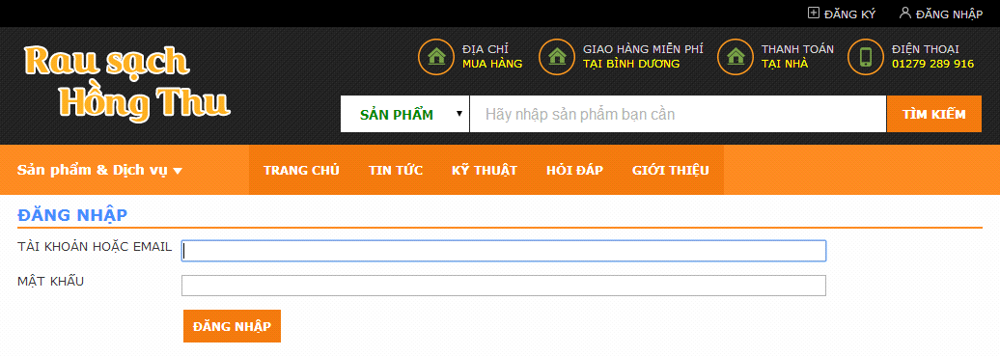 ĐĂNG KÝ ĐĂNG NHẬP
Rau sạch
Hồng Thu
ĐỊA CHỈ
MUA HÀNG
GIAO HÀNG MIỄN PHÍ
TẠI BÌNH DƯƠNG
THANH TOÁN
TẠI NHÀ
ĐIỆN THOẠI
01279 289 916
SẢN PHẨM Hãy nhập sản phẩm bạn cần TÌM KIẾM
Sản phẩm & Dịch vụ TRANG CHỦ TIN TỨC KỸ THUẬT HỎI ĐÁP GIỚI THIỆU
ĐĂNG NHẬP
TÀI KHOẢN HOẶC EMAIL
MẬT KHẨU
ĐĂNG NHẬP